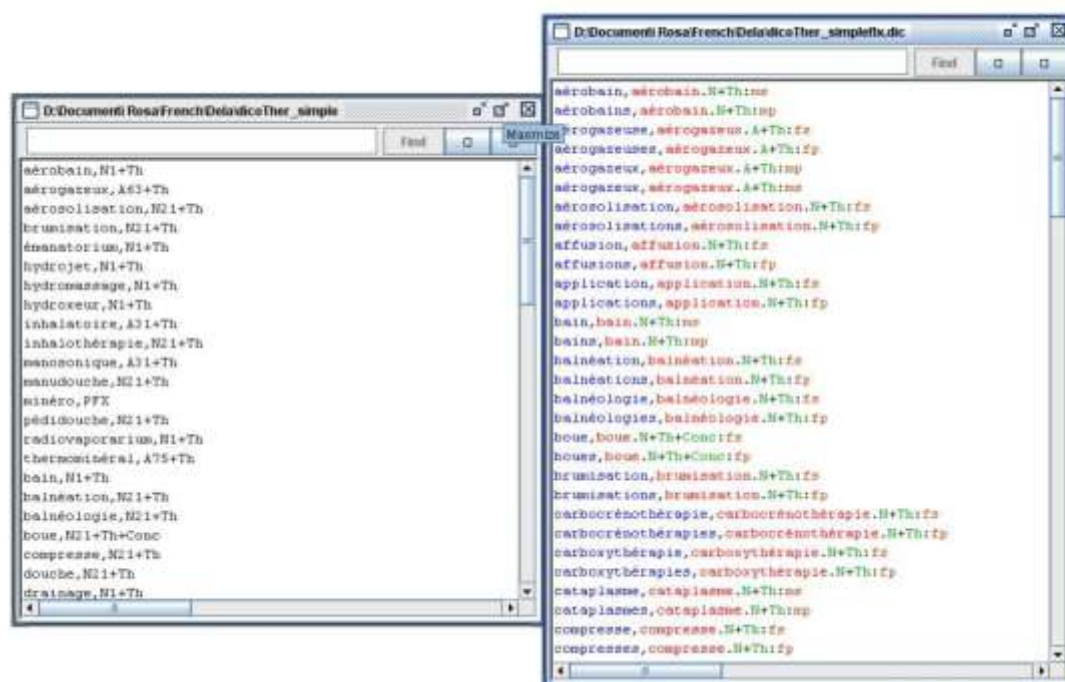 D:\Documenti Rosa\French\Dela\dicoTher_simple
Find
Maximize
aérobain,N1+Th
aérogazeux,A63+Th
aérosolisation,N21+Th
brumisation,N21+Th
émanatorium,N1+Th
hydrojet,N1+Th
hydromassage,N1+Th
hydroxeur,N1+Th
inhalatoire,A31+Th
inhalothérapie,N21+Th
manosonique,A31+Th
manudouche,N21+Th
minéro,PFX
pédidouche,N21+Th
radiovaporarium,N1+Th
thermominéral,A75+Th
bain,N1+Th
balnéation,N21+Th
balnéologie,N21+Th
boue,N21+Th+Conc
compresse,N21+Th
douche,N21+Th
drainage,N1+Th
D:\Documenti Rosa\French\Dela\dicoTher_simpleflx.dic
Find
aérobain,aérobain.N+Th:ms
aérobains,aérobain.N+Th:mp
aérogazeuse,aérogazeux.A+Th:fs
aérogazeuses,aérogazeux.A+Th:fp
aérogazeux,aérogazeux.A+Th:mp
aérogazeux,aérogazeux.A+Th:ms
aérosolisation,aérosolisation.N+Th:fs
aérosolisations,aérosolisation.N+Th:fp
affusion,affusion.N+Th:fs
affusions,affusion.N+Th:fp
application,application.N+Th:fs
applications,application.N+Th:fp
bain,bain.N+Th:ms
bains,bain.N+Th:mp
balnéation,balnéation.N+Th:fs
balnéations,balnéation.N+Th:fp
balnéologie,balnéologie.N+Th:fs
balnéologies,balnéologie.N+Th:fp
boue,boue.N+Th+Conc:fs
boues,boue.N+Th+Conc:fp
brumisation,brumisation.N+Th:fs
brumisations,brumisation.N+Th:fp
carbocrénothérapie,carbocrénothérapie.N+Th:fs
carbocrénothérapies,carbocrénothérapie.N+Th:fp
carboxythérapie,carboxythérapie.N+Th:fs
carboxythérapies,carboxythérapie.N+Th:fp
cataplasme,cataplasme.N+Th:ms
cataplasmes,cataplasme.N+Th:mp
compresse,compresse.N+Th:fs
compresses,compresse.N+Th:fp